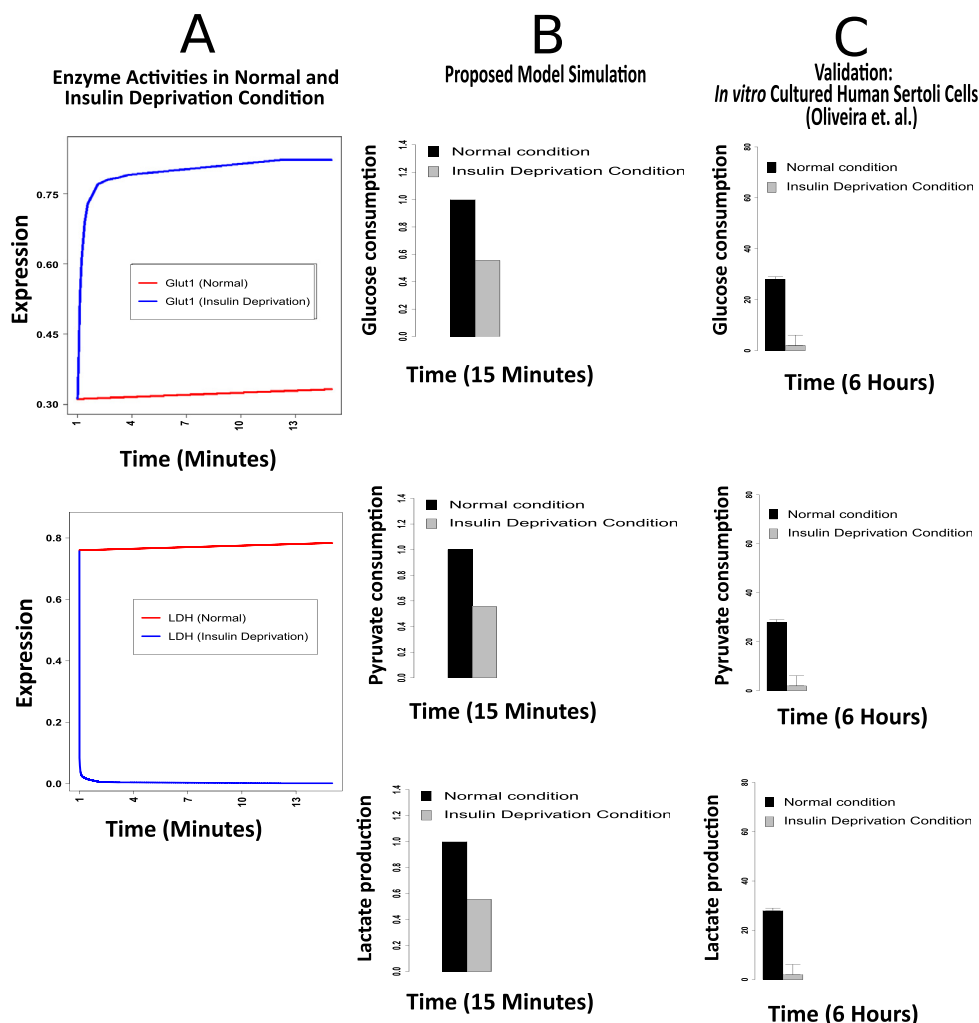 A
Enzyme Activities in Normal and
Insulin Deprivation Condition
Expression
0.75
0.60
0.45
0.30
Glut1 (Normal)
Glut1 (Insulin Deprivation)
1
4
7
10
13
Time (Minutes)
Expression
0.8
0.6
0.4
0.2
0.0
LDH (Normal)
LDH (Insulin Deprivation)
1
4
7
10
13
Time (Minutes)
B
Proposed Model Simulation
Glucose consumption
1.4
1.2
1.0
0.8
0.6
0.4
0.2
0.0
Normal condition
Insulin Deprivation Condition
Time (15 Minutes)
Pyruvate consumption
1.4
1.2
1.0
0.8
0.6
0.4
0.2
0.0
Normal condition
Insulin Deprivation Condition
Time (15 Minutes)
Lactate production
1.4
1.2
1.0
0.8
0.6
0.4
0.2
0.0
Normal condition
Insulin Deprivation Condition
Time (15 Minutes)
C
Validation:
In vitro Cultured Human Sertoli Cells
(Oliveira et. al.)
Glucose consumption
80
60
40
20
0
Normal condition
Insulin Deprivation Condition
Time (6 Hours)
Pyruvate consumption
80
60
40
20
0
Normal condition
Insulin Deprivation Condition
Time (6 Hours)
Lactate production
80
60
40
20
0
Normal condition
Insulin Deprivation Condition
Time (6 Hours)